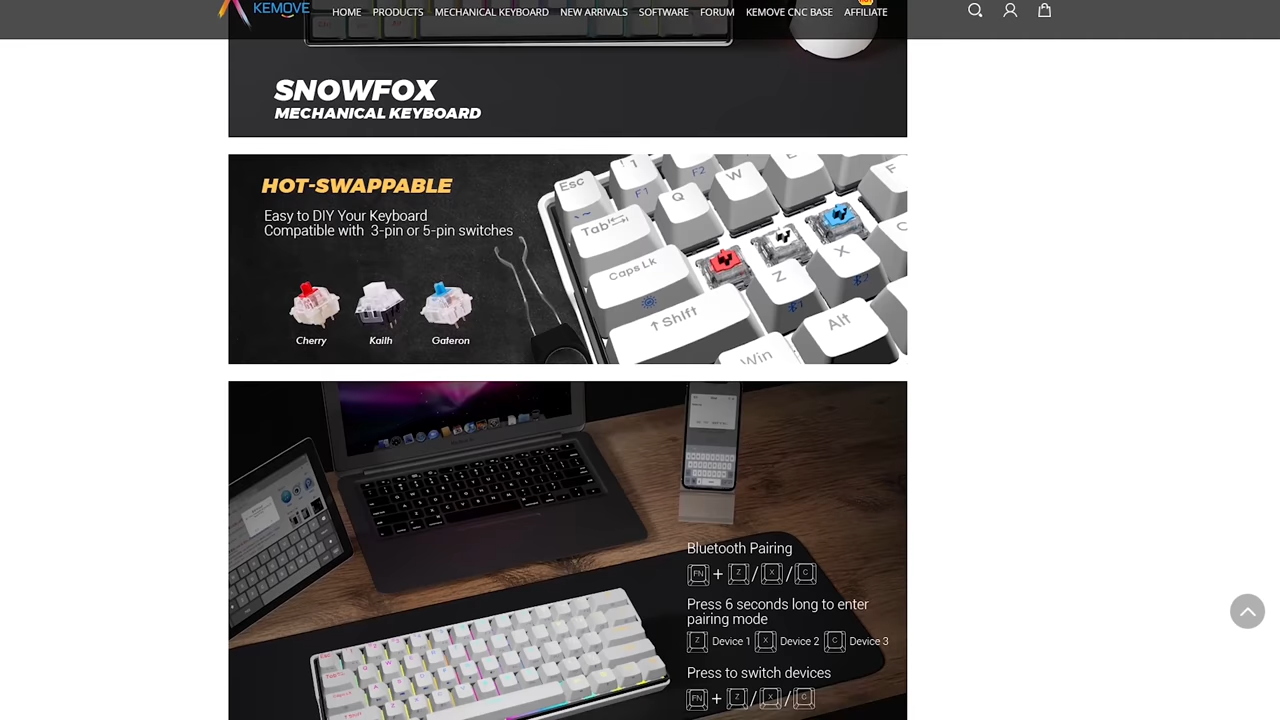 KEMOVE
HOME PRODUCTS MECHANICAL KEYBOARD NEW ARRIVALS SOFTWARE FORUM KEMOVE CNC BASE AFFILIATE
SNOWFOX
MECHANICAL KEYBOARD
HOT-SWAPPABLE
Easy to DIY Your Keyboard
Compatible with 3-pin or 5-pin switches
Cherry Kailh Gateron
Esc ! 1 F1 F2
Tab Q W E F
Caps Lk
Shift Z X C
Win Alt
Bluetooth Pairing
FN + Z / X / C
Press 6 seconds long to enter
pairing mode
Z Device 1 X Device 2 C Device 3
Press to switch devices
FN + Z / X / C